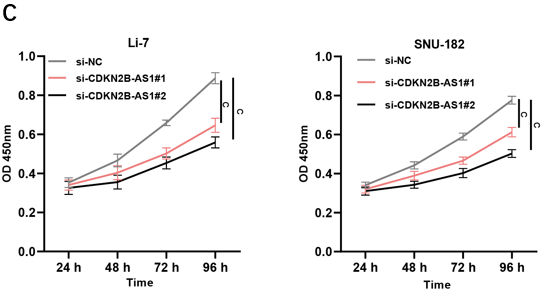 C
Li-7
si-NC
si-CDKN2B-AS1#1
si-CDKN2B-AS1#2
OD 450nm
1.0
0.8
0.6
0.4
0.2
0.0
24 h 48 h 72 h 96 h
Time
C
C
SNU-182
si-NC
si-CDKN2B-AS1#1
si-CDKN2B-AS1#2
OD 450nm
1.0
0.8
0.6
0.4
0.2
0.0
24 h 48 h 72 h 96 h
Time
C
C